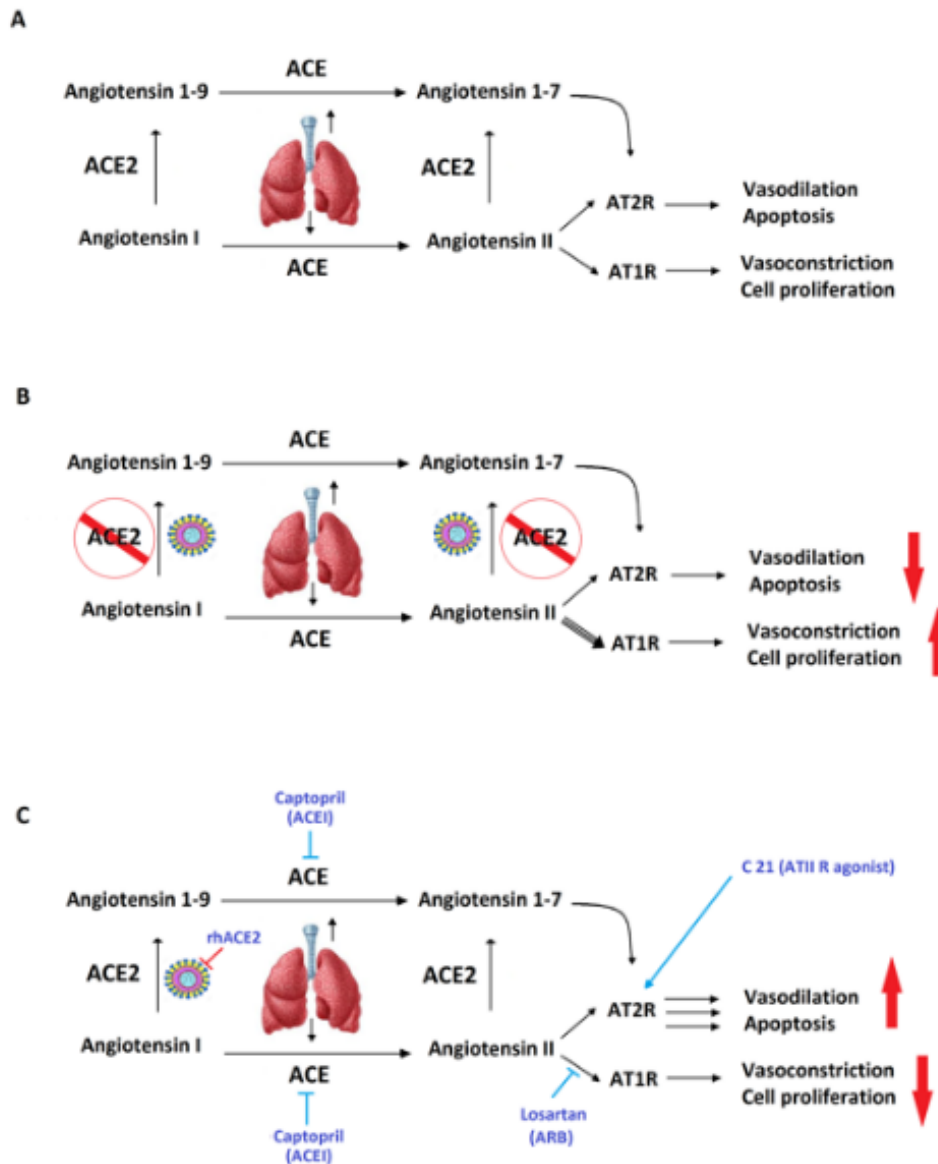 A
ACE
Angiotensin 1-9
Angiotensin 1-7
ACE2
ACE2
AT2R
Vasodilation
Apoptosis
Angiotensin I
Angiotensin II
ACE
AT1R
Vasoconstriction
Cell proliferation
B
ACE
Angiotensin 1-9
Angiotensin 1-7
ACE2
ACE2
AT2R
Vasodilation
Apoptosis
Angiotensin I
Angiotensin II
ACE
AT1R
Vasoconstriction
Cell proliferation
C
Captopril
(ACEI)
C 21 (ATII R agonist)
ACE
Angiotensin 1-9
Angiotensin 1-7
rhACE2
ACE2
ACE2
AT2R
Vasodilation
Apoptosis
Angiotensin I
Angiotensin II
ACE
AT1R
Vasoconstriction
Cell proliferation
Losartan
(ARB)
Captopril
(ACEI)